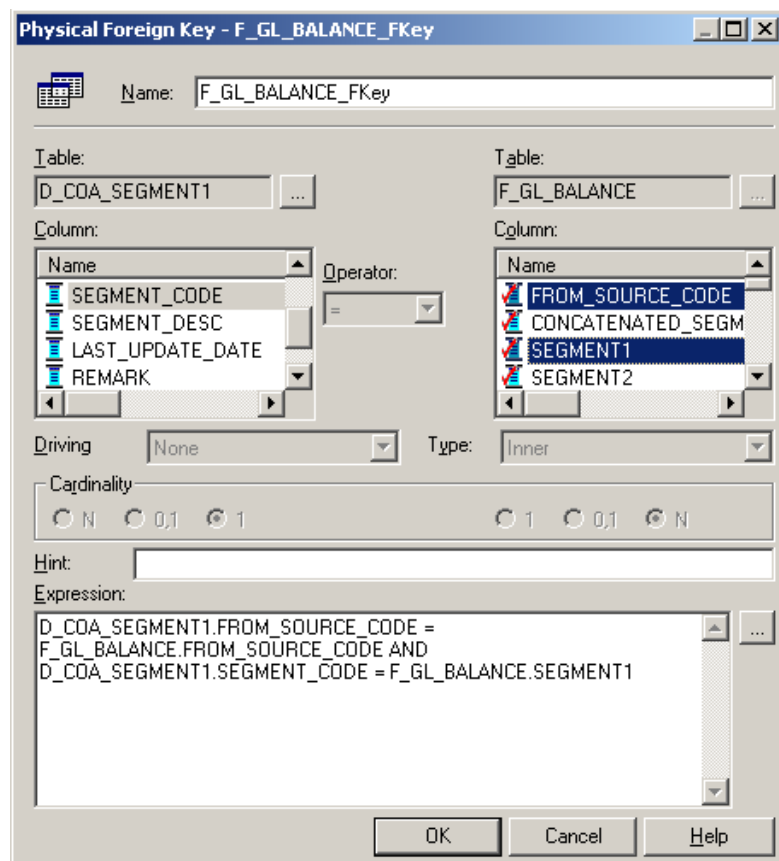 Physical Foreign Key - F_GL_BALANCE_FKey
Name: F_GL_BALANCE_FKey
Table: Table:
D_COA_SEGMENT1 ... F_GL_BALANCE ...
Column: Column:
Name Operator: Name
SEGMENT_CODE = FROM_SOURCE_CODE
SEGMENT_DESC CONCATENATED_SEGM
LAST_UPDATE_DATE SEGMENT1
REMARK SEGMENT2
Driving None Type: Inner
Cardinality
N 0,1 1 1 0,1 N
Hint:
Expression:
D_COA_SEGMENT1.FROM_SOURCE_CODE = ...
F_GL_BALANCE.FROM_SOURCE_CODE AND
D_COA_SEGMENT1.SEGMENT_CODE = F_GL_BALANCE.SEGMENT1
OK Cancel Help